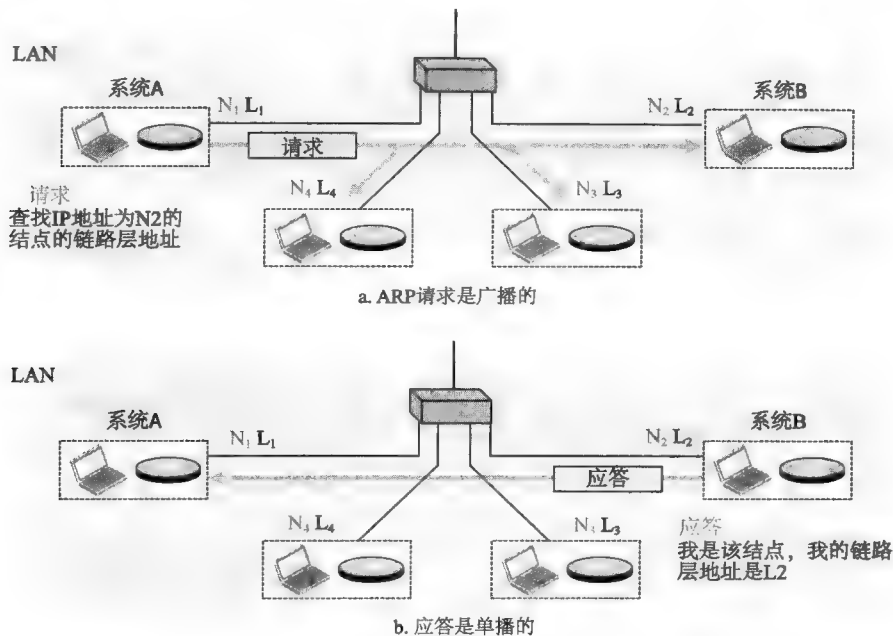 LAN
系统A
系统B
N₁ L₁
N₂ L₂
请求
N₄ L₄
N₃ L₃
请求
查找IP地址为N2的
结点的链路层地址
a. ARP请求是广播的
LAN
系统A
系统B
N₁ L₁
N₂ L₂
应答
N₄ L₄
N₃ L₃
应答
我是该结点，我的链路
层地址是L2
b. 应答是单播的